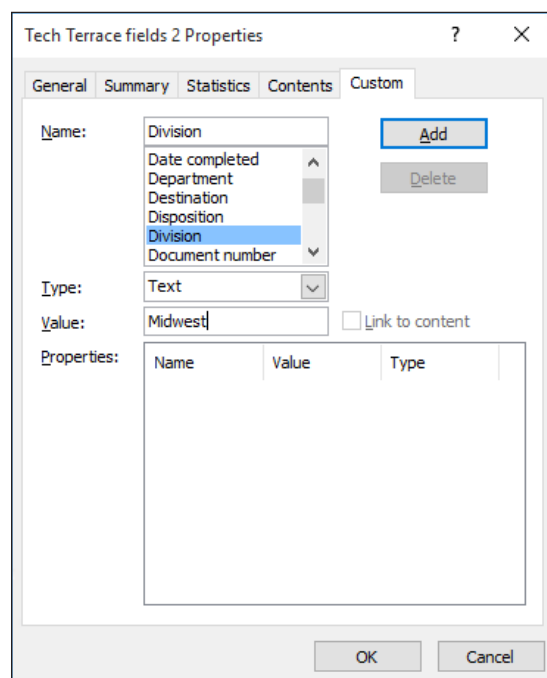 Tech Terrace fields 2 Properties ?
General Summary Statistics Contents Custom
Name: Division Add
Date completed
Department Delete
Destination
Disposition
Division
Document number
Type: Text
Value: Midwest Link to content
Properties: Name Value Type
OK Cancel